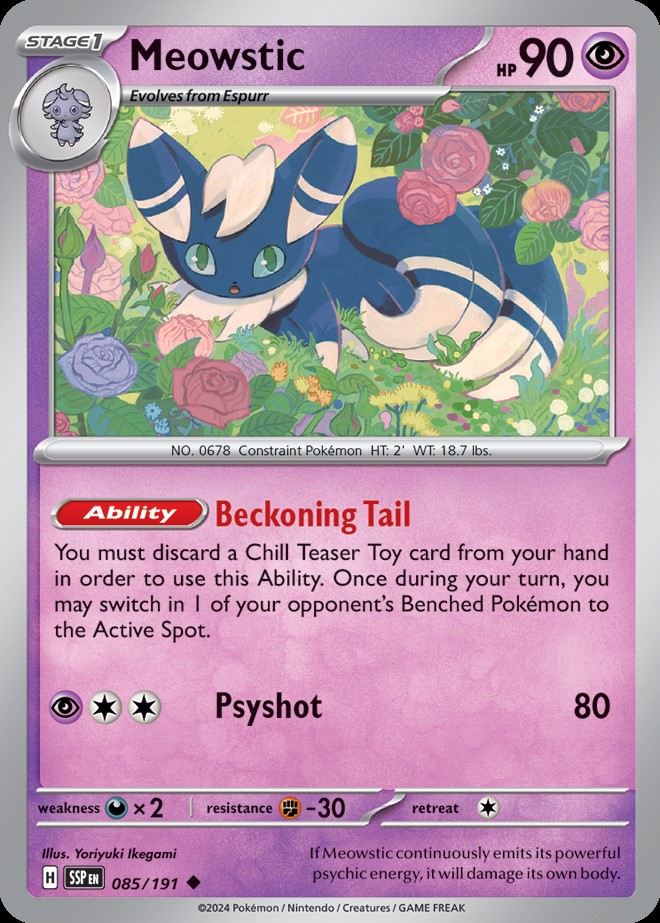 STAGE1
Meowstic
HP 90
Evolves from Espurr
NO. 0678 Constraint Pokémon HT: 2' WT: 18.7 lbs.
Ability Beckoning Tail
You must discard a Chill Teaser Toy card from your hand
in order to use this Ability. Once during your turn, you
may switch in 1 of your opponent's Benched Pokémon to
the Active Spot.
Psyshot 80
weakness ×2 resistance -30 retreat
Illus. Yoriyuki Ikegami
H SSP EN 085/191
If Meowstic continuously emits its powerful
psychic energy, it will damage its own body.
©2024 Pokémon / Nintendo / Creatures / GAME FREAK